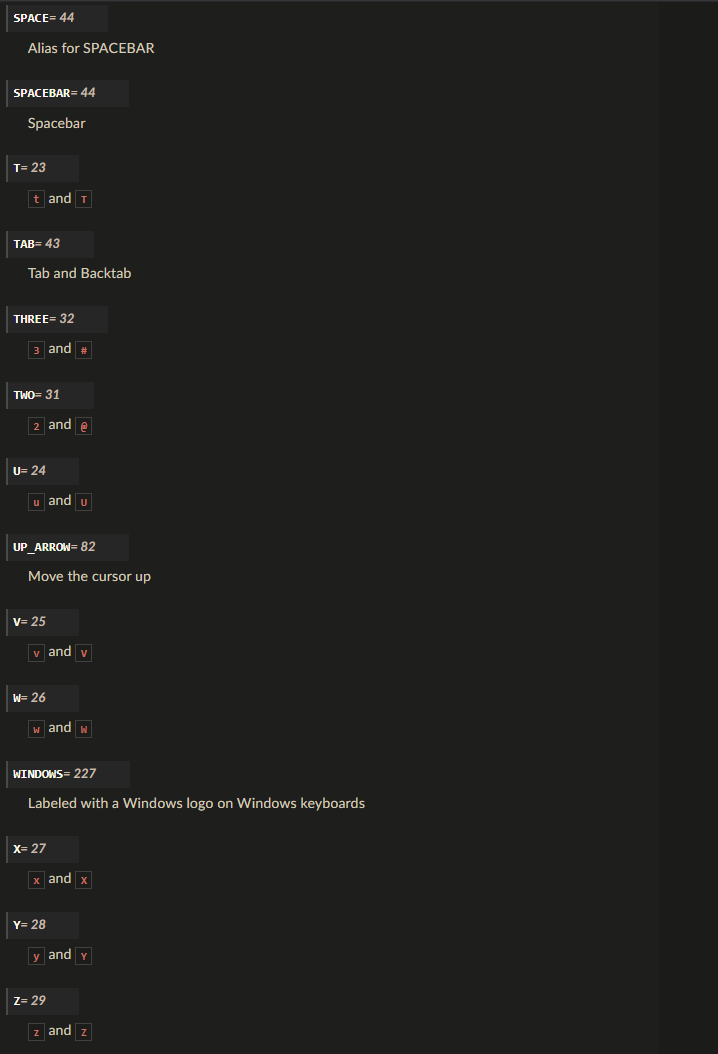 SPACE= 44
Alias for SPACEBAR
SPACEBAR= 44
Spacebar
T= 23
t and T
TAB= 43
Tab and Backtab
THREE= 32
3 and #
TWO= 31
2 and @
U= 24
u and U
UP_ARROW= 82
Move the cursor up
V= 25
v and V
W= 26
w and W
WINDOWS= 227
Labeled with a Windows logo on Windows keyboards
X= 27
x and X
Y= 28
y and Y
Z= 29
z and Z